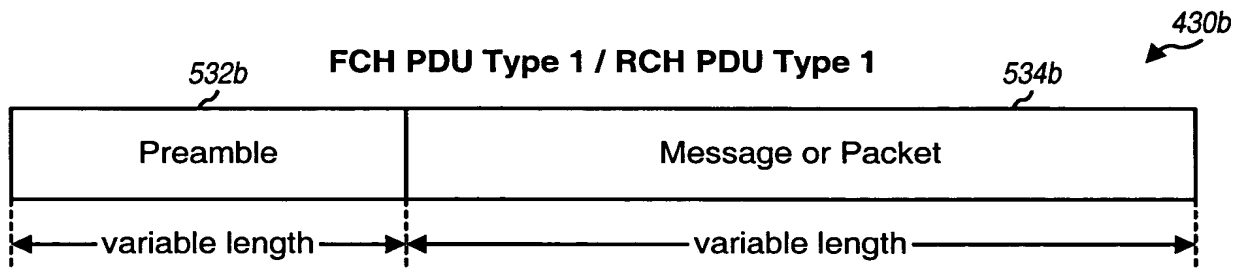 430b
FCH PDU Type 1 / RCH PDU Type 1
532b 534b
Preamble Message or Packet
variable length variable length